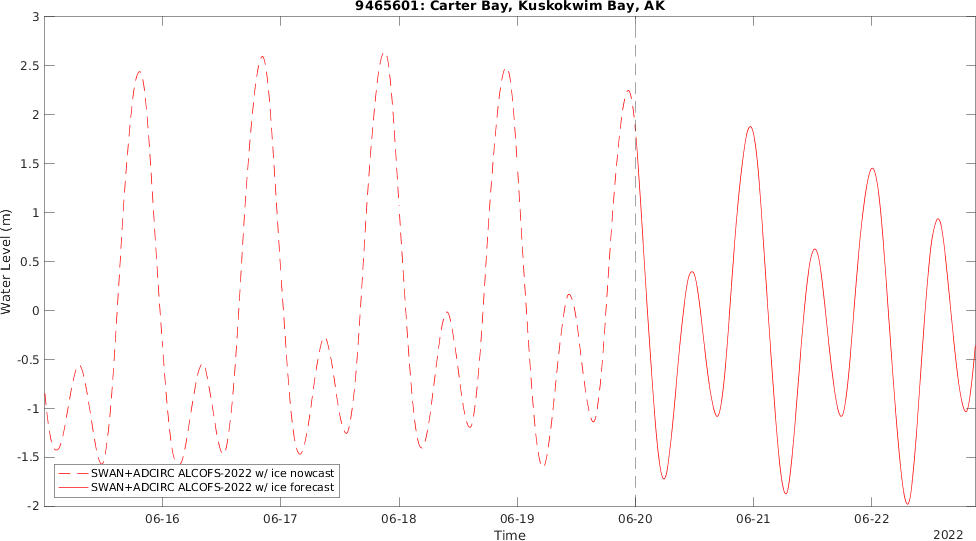 9465601: Carter Bay, Kuskokwim Bay, AK
Water Level (m)
3
2.5
2
1.5
1
0.5
0
-0.5
-1
-1.5
-2
SWAN+ADCIRC ALCOFS-2022 w/ ice nowcast
SWAN+ADCIRC ALCOFS-2022 w/ ice forecast
06-16 06-17 06-18 06-19 06-20 06-21 06-22
Time
2022